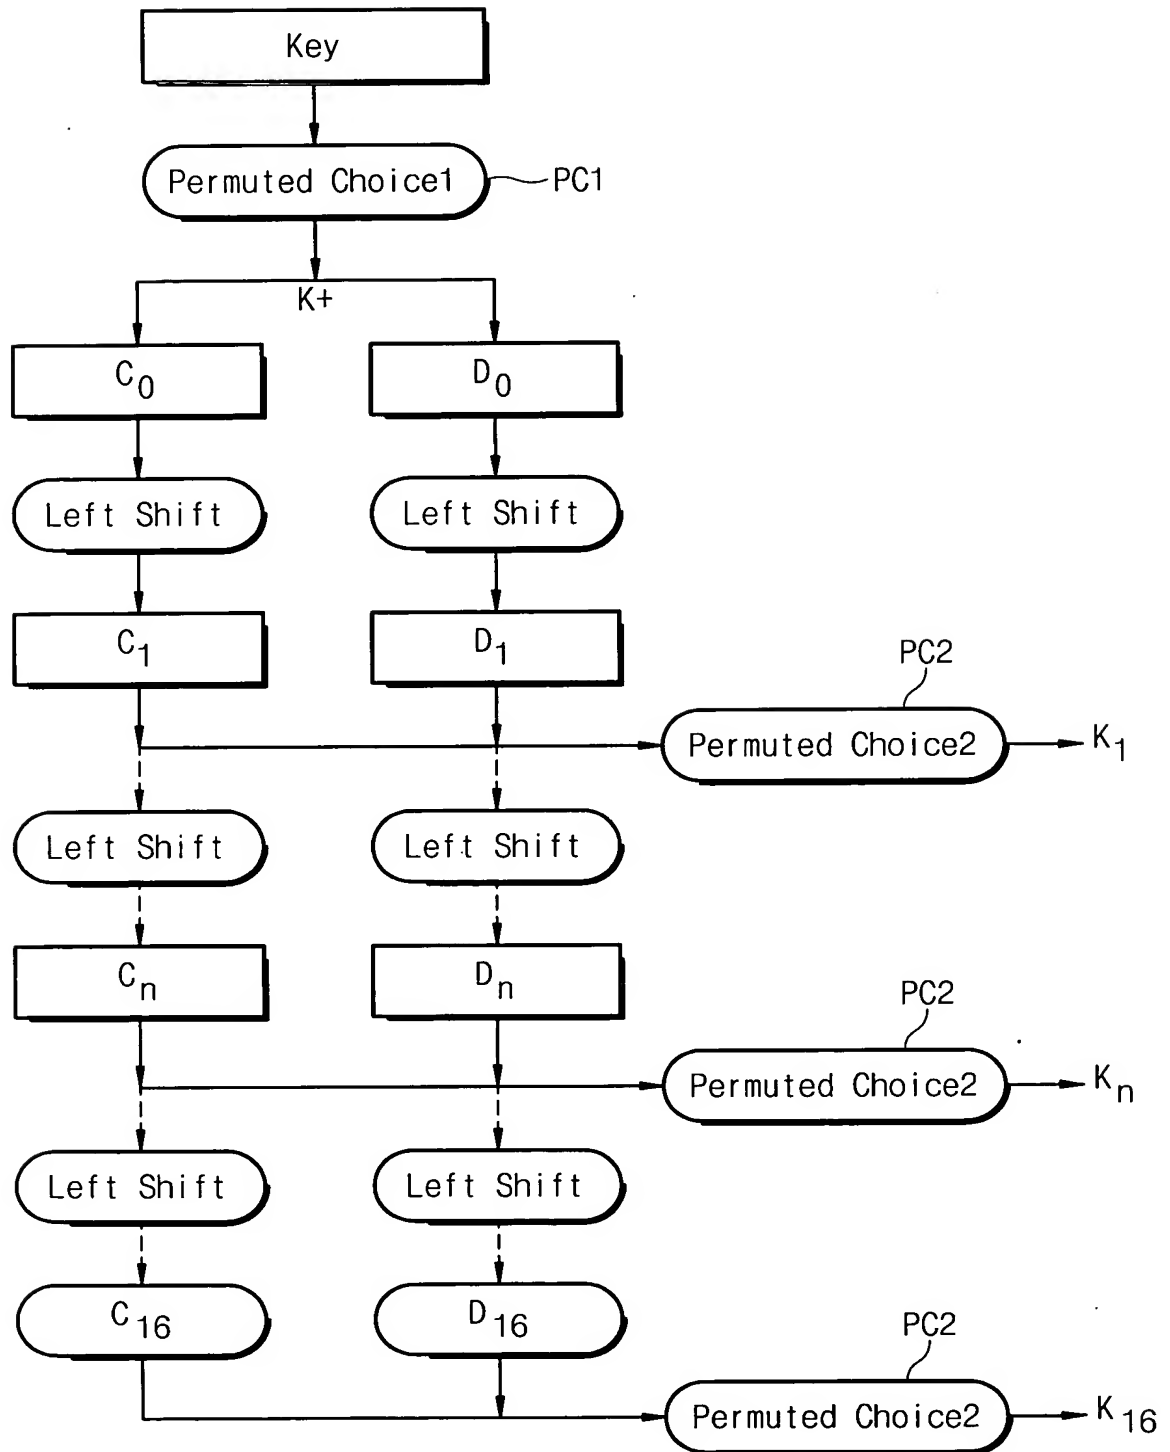 Key
Permuted Choice1
PC1
K+
C0
D0
Left Shift
Left Shift
C1
D1
PC2
Permuted Choice2
K1
Left Shift
Left Shift
Cn
Dn
PC2
Permuted Choice2
Kn
Left Shift
Left Shift
C16
D16
PC2
Permuted Choice2
K16